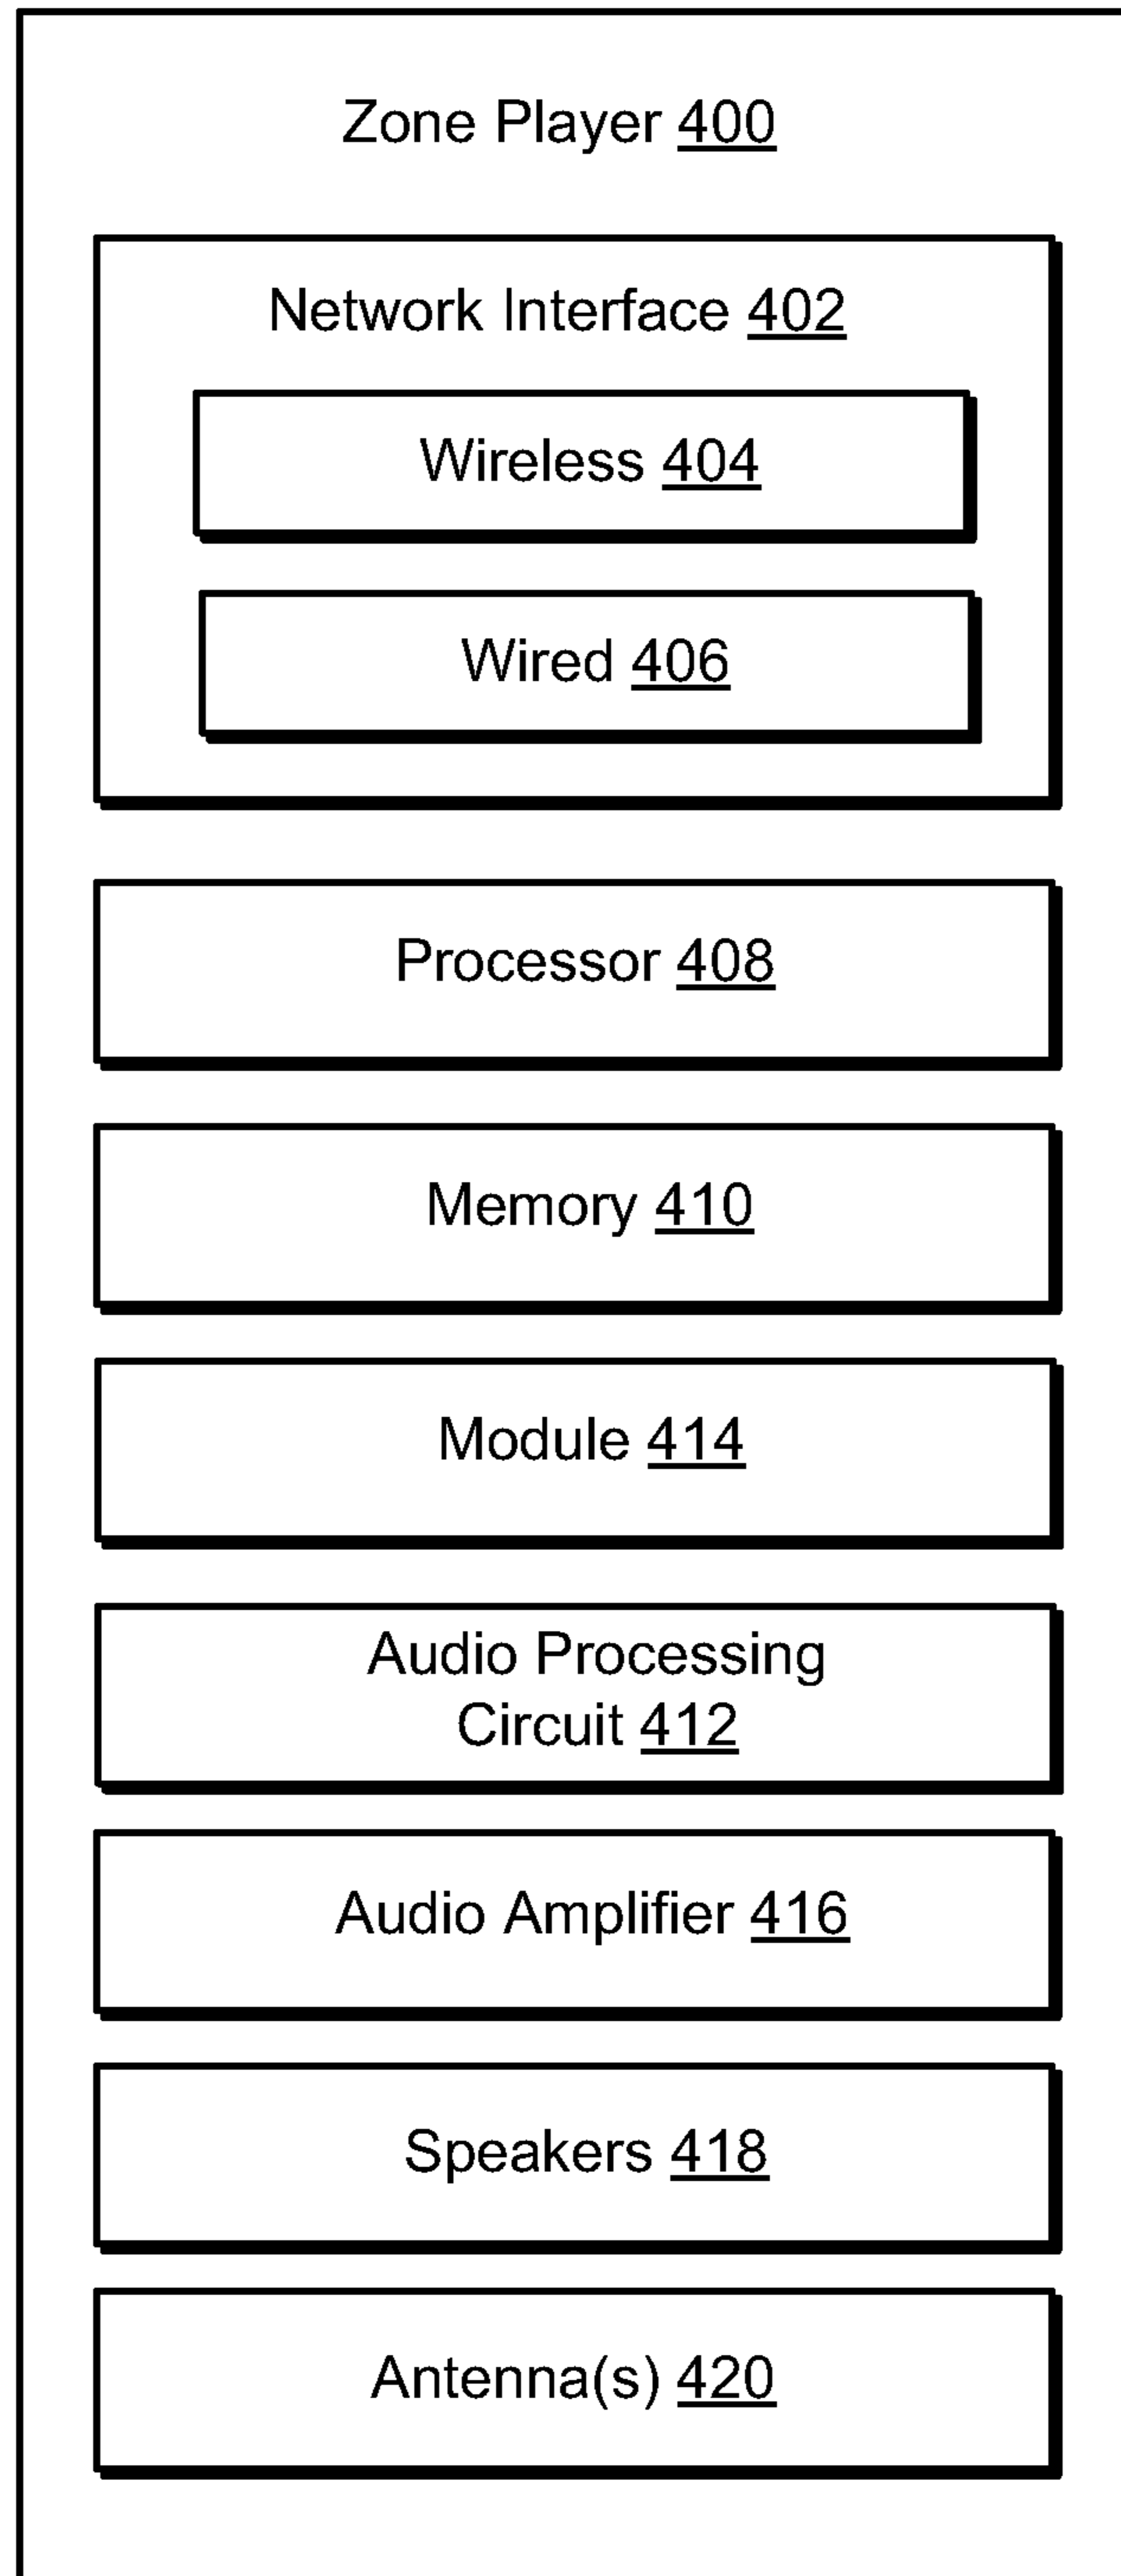 Zone Player 400
Network Interface 402
Wireless 404
Wired 406
Processor 408
Memory 410
Module 414
Audio Processing
Circuit 412
Audio Amplifier 416
Speakers 418
Antenna(s) 420